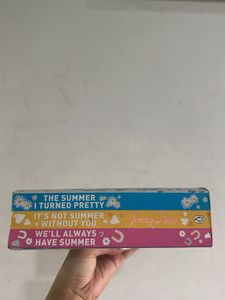 THE SUMMER
I TURNED PRETTY
IT'S NOT SUMMER
WITHOUT YOU
Jenny Han
WE'LL ALWAYS
HAVE SUMMER